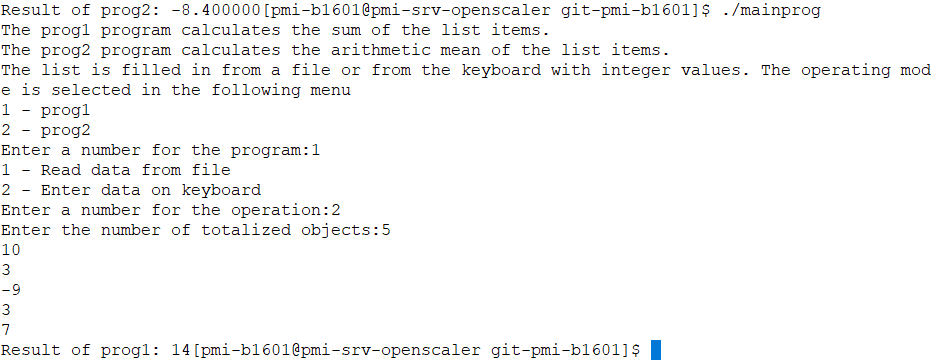 Result of prog2: -8.400000[pmi-b1601@pmi-srv-openscaler git-pmi-b1601]$ ./mainprog
The prog1 program calculates the sum of the list items.
The prog2 program calculates the arithmetic mean of the list items.
The list is filled in from a file or from the keyboard with integer values. The operating mod
e is selected in the following menu
1 - prog1
2 - prog2
Enter a number for the program:1
1 - Read data from file
2 - Enter data on keyboard
Enter a number for the operation:2
Enter the number of totalized objects:5
10
3
-9
3
7
Result of prog1: 14[pmi-b1601@pmi-srv-openscaler git-pmi-b1601]$